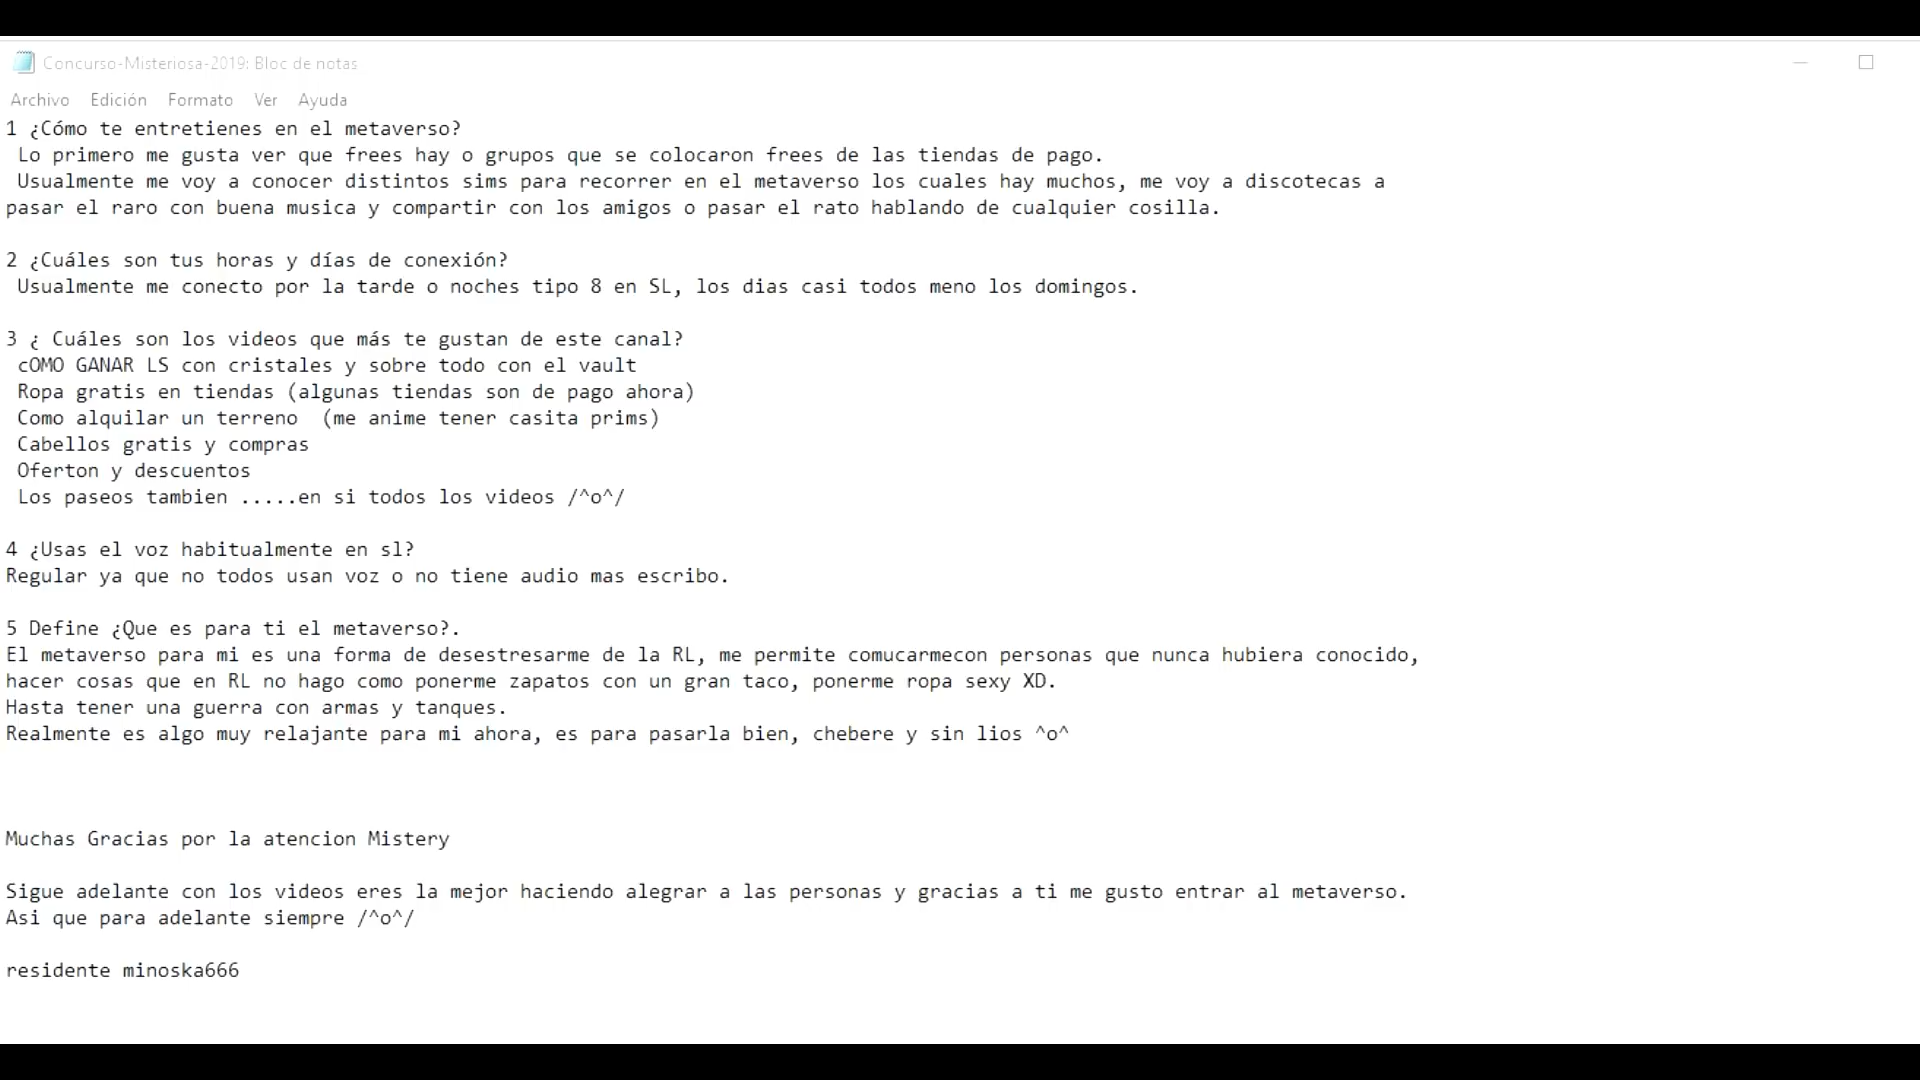 Concurso-Misteriosa-2019: Bloc de notas
Archivo Edición Formato Ver Ayuda
1 ¿Cómo te entretienes en el metaverso?
Lo primero me gusta ver que frees hay o grupos que se colocaron frees de las tiendas de pago.
Usualmente me voy a conocer distintos sims para recorrer en el metaverso los cuales hay muchos, me voy a discotecas a
pasar el raro con buena musica y compartir con los amigos o pasar el rato hablando de cualquier cosilla.
2 ¿Cuáles son tus horas y días de conexión?
Usualmente me conecto por la tarde o noches tipo 8 en SL, los dias casi todos meno los domingos.
3 ¿ Cuáles son los videos que más te gustan de este canal?
cOMO GANAR LS con cristales y sobre todo con el vault
Ropa gratis en tiendas (algunas tiendas son de pago ahora)
Como alquilar un terreno (me anime tener casita prims)
Cabellos gratis y compras
Oferton y descuentos
Los paseos tambien .....en si todos los videos /^o^/
4 ¿Usas el voz habitualmente en sl?
Regular ya que no todos usan voz o no tiene audio mas escribo.
5 Define ¿Que es para ti el metaverso?.
El metaverso para mi es una forma de desestresarme de la RL, me permite comucarmecon personas que nunca hubiera conocido,
hacer cosas que en RL no hago como ponerme zapatos con un gran taco, ponerme ropa sexy XD.
Hasta tener una guerra con armas y tanques.
Realmente es algo muy relajante para mi ahora, es para pasarla bien, chebere y sin lios ^o^
Muchas Gracias por la atencion Mistery
Sigue adelante con los videos eres la mejor haciendo alegrar a las personas y gracias a ti me gusto entrar al metaverso.
Asi que para adelante siempre /^o^/
residente minoska666